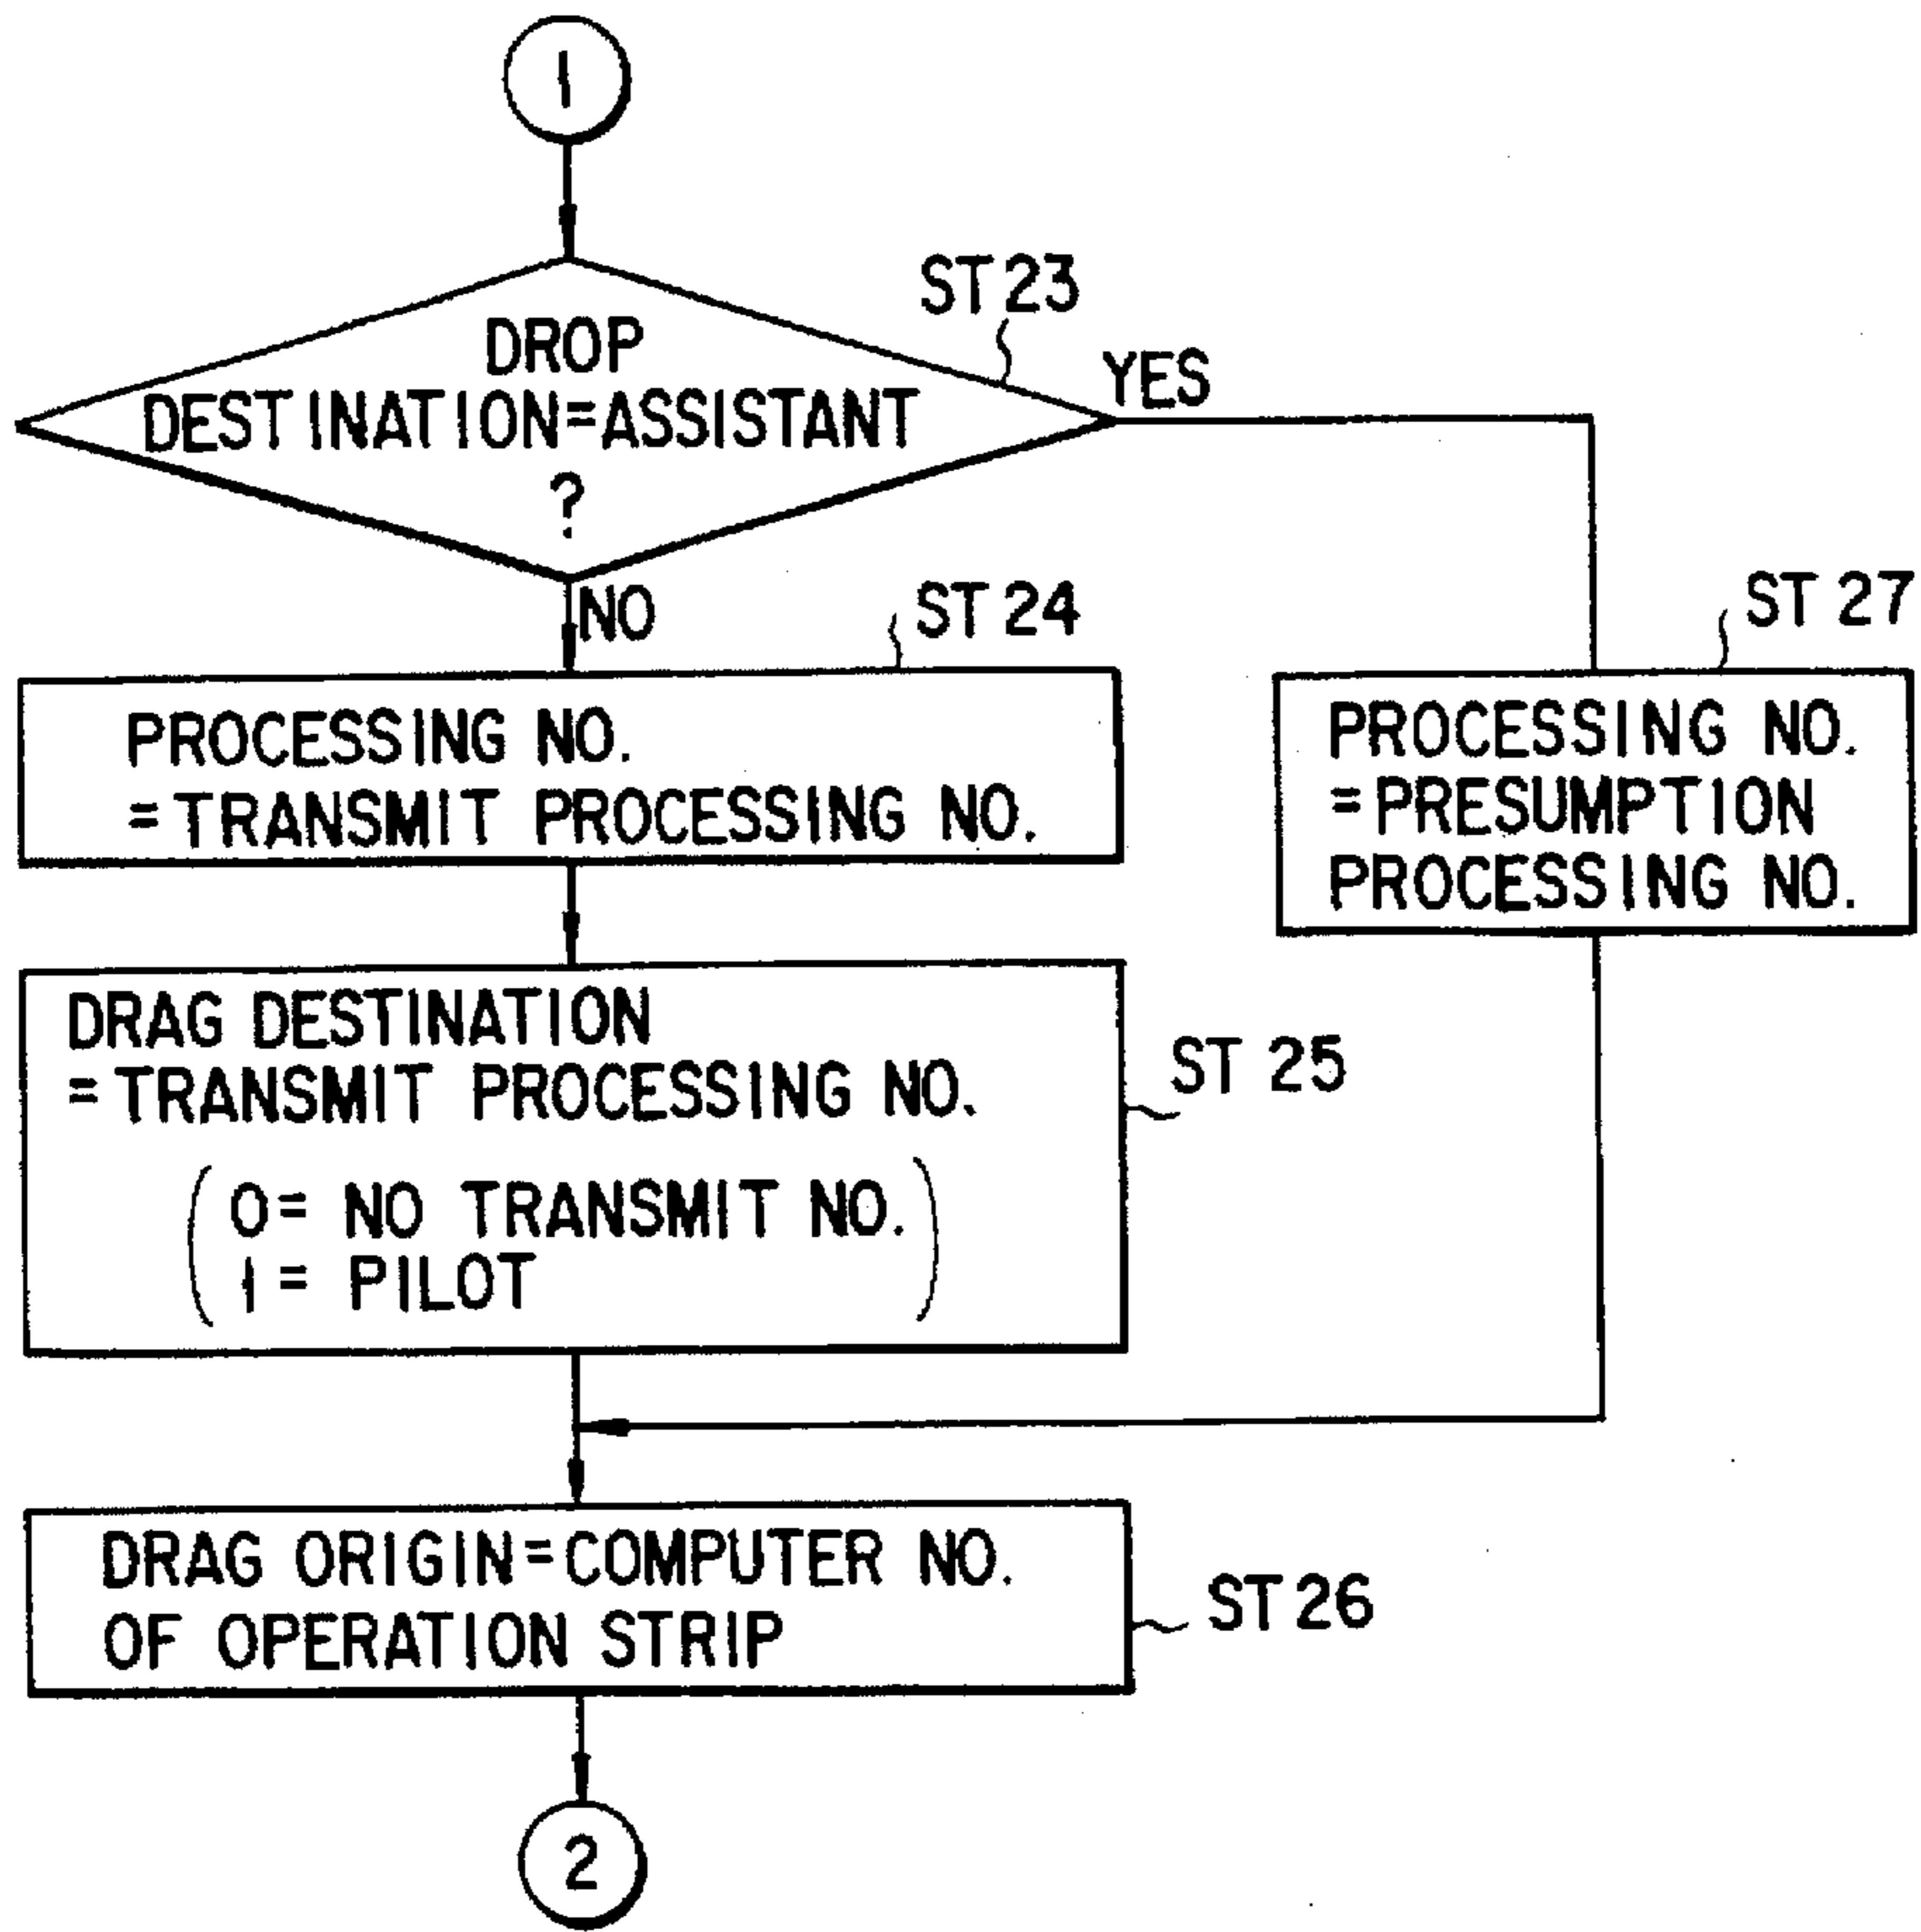 1
ST23
DROP
DESTINATION=ASSISTANT
?
YES
NO
ST24
ST27
PROCESSING NO.
=TRANSMIT PROCESSING NO.
PROCESSING NO.
=PRESUMPTION
PROCESSING NO.
DRAG DESTINATION
=TRANSMIT PROCESSING NO.
(0= NO TRANSMIT NO.
1= PILOT)
ST25
DRAG ORIGIN=COMPUTER NO.
OF OPERATION STRIP
ST26
2